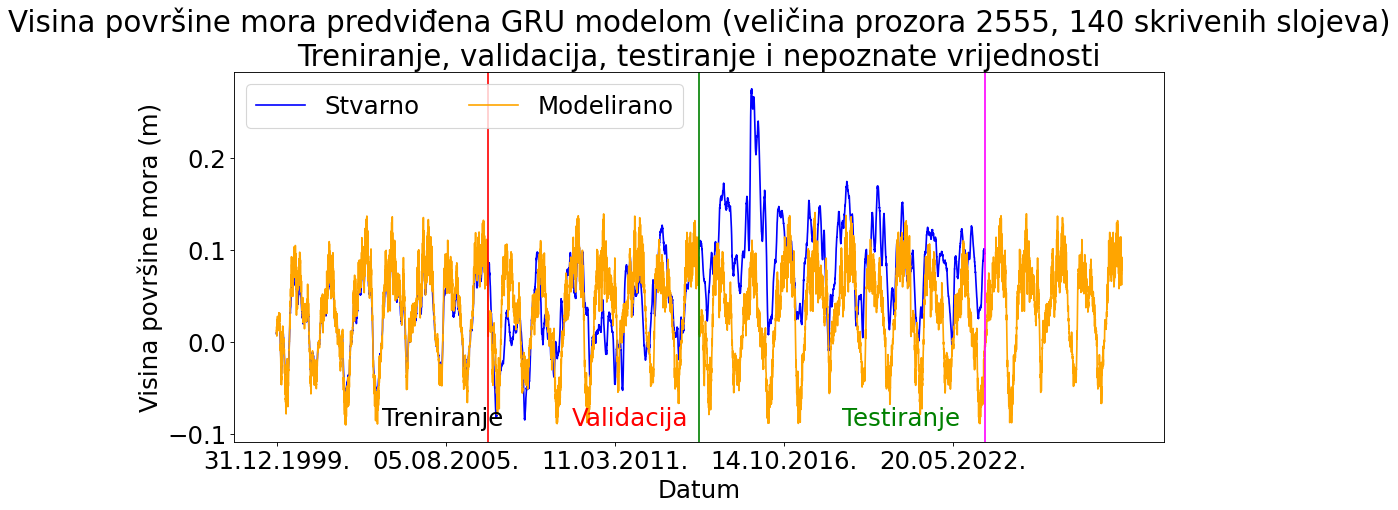 Visina površine mora predviđena GRU modelom (veličina prozora 2555, 140 skrivenih slojeva)
Treniranje, validacija, testiranje i nepoznate vrijednosti
Stvarno Modelirano
Visina površine mora (m)
0.2
0.1
0.0
−0.1
Treniranje Validacija Testiranje
31.12.1999. 05.08.2005. 11.03.2011. 14.10.2016. 20.05.2022.
Datum